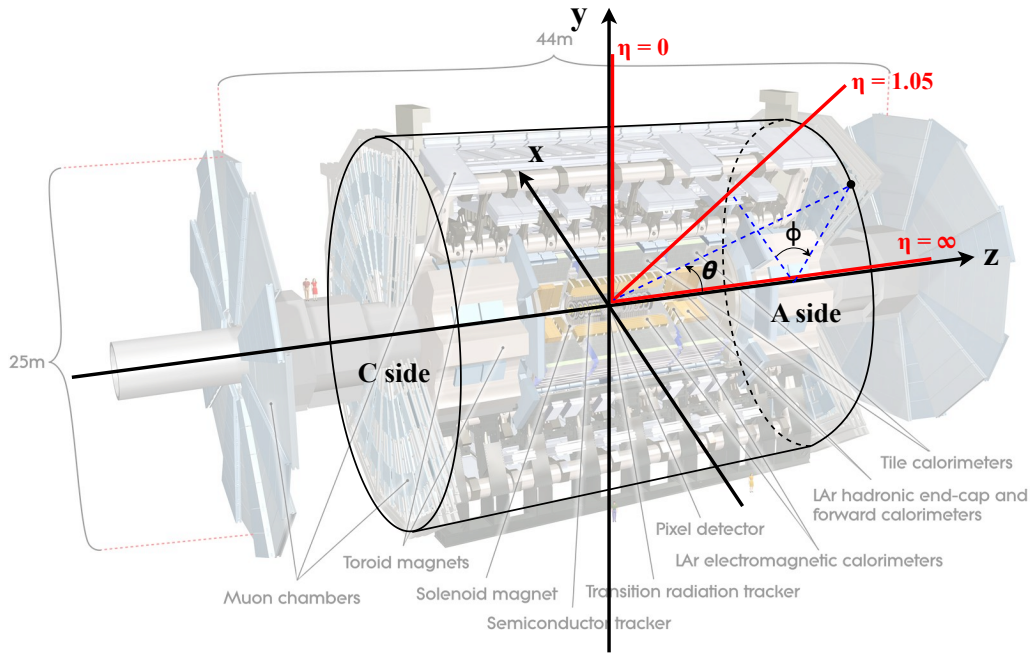 y
η = 0
44m
η = 1.05
x
ϕ
η = ∞
z
θ
A side
25m
C side
Tile calorimeters
LAr hadronic end-cap and
forward calorimeters
Pixel detector
Toroid magnets
LAr electromagnetic calorimeters
Muon chambers
Solenoid magnet
Transition radiation tracker
Semiconductor tracker